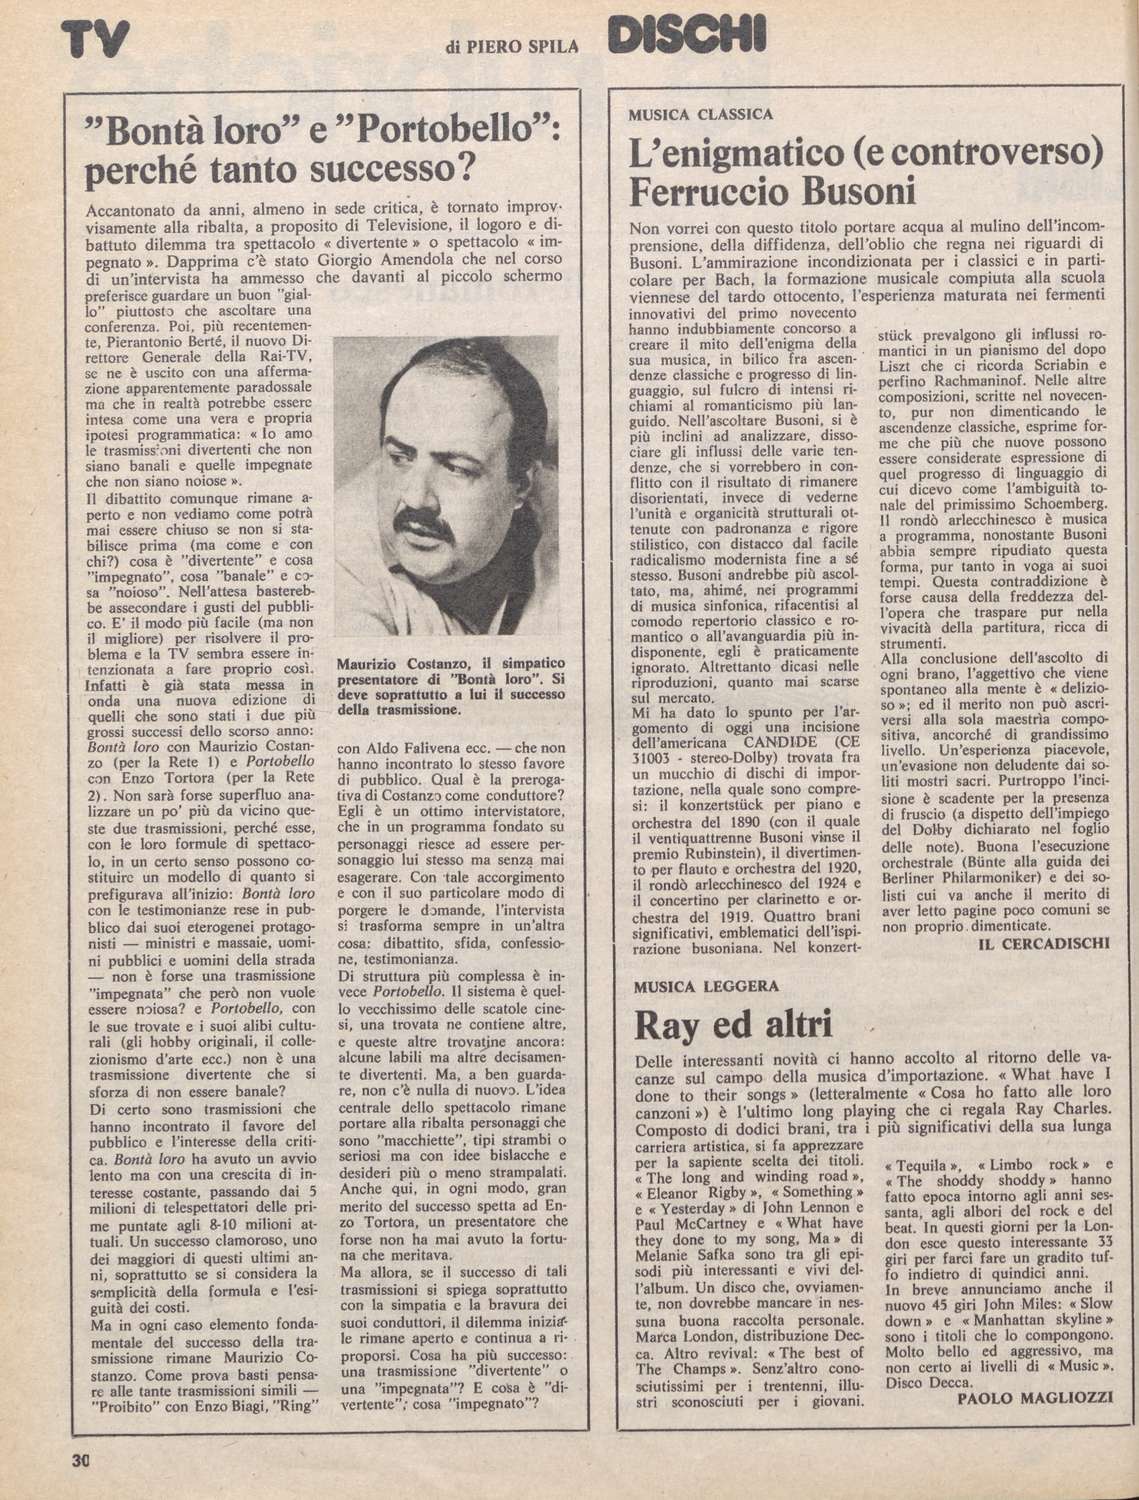 TV
di PIERO SPILA
"Bontà loro" e "Portobello":
perché tanto successo?
Accantonato da anni, almeno in sede critica, è tornato improv-
visamente alla ribalta, a proposito di Televisione, il logoro e di-
battuto dilemma tra spettacolo « divertente » o spettacolo « im-
pegnato ». Dapprima c'è stato Giorgio Amendola che nel corso
di un'intervista ha ammesso che davanti al piccolo schermo
preferisce guardare un buon "gial-
lo" piuttosto che ascoltare una
conferenza. Poi, più recentemen-
te, Pierantonio Berté, il nuovo Di-
rettore Generale della Rai-TV,
se ne è uscito con una afferma-
zione apparentemente paradossale
ma che in realtà potrebbe essere
intesa come una vera e propria
ipotesi programmatica: « Io amo
le trasmissioni divertenti che non
siano banali e quelle impegnate
che non siano noiose ».
Il dibattito comunque rimane a-
perto e non vediamo come potrà
mai essere chiuso se non si sta-
bilisce prima (ma come e con
chi?) cosa è "divertente" e cosa
"impegnato", cosa "banale" e co-
sa "noioso". Nell'attesa bastereb-
be assecondare i gusti del pubbli-
co. E' il modo più facile (ma non
il migliore) per risolvere il pro-
blema e la TV sembra essere in-
tenzionata a fare proprio così.
Infatti è già stata messa in
onda una nuova edizione di
quelli che sono stati i due più
grossi successi dello scorso anno:
Bontà loro con Maurizio Costan-
zo (per la Rete 1) e Portobello
con Enzo Tortora (per la Rete
2). Non sarà forse superfluo ana-
lizzare un po' più da vicino que-
ste due trasmissioni, perché esse,
con le loro formule di spettaco-
lo, in un certo senso possono co-
stituire un modello di quanto si
prefigurava all'inizio: Bontà loro
con le testimonianze rese in pub-
blico dai suoi eterogenei protago-
nisti — ministri e massaie, uomi-
ni pubblici e uomini della strada
— non è forse una trasmissione
"impegnata" che però non vuole
essere noiosa? e Portobello, con
le sue trovate e i suoi alibi cultu-
rali (gli hobby originali, il colle-
zionismo d'arte ecc.) non è una
trasmissione divertente che si
sforza di non essere banale?
Di certo sono trasmissioni che
hanno incontrato il favore del
pubblico e l'interesse della criti-
ca. Bontà loro ha avuto un avvio
lento ma con una crescita di in-
teresse costante, passando dai 5
milioni di telespettatori delle pri-
me puntate agli 8-10 milioni at-
tuali. Un successo clamoroso, uno
dei maggiori di questi ultimi an-
ni, soprattutto se si considera la
semplicità della formula e l'esi-
guità dei costi.
Ma in ogni caso elemento fonda-
mentale del successo della tra-
smissione rimane Maurizio Co-
stanzo. Come prova basti pensa-
re alle tante trasmissioni simili —
"Proibito" con Enzo Biagi, "Ring"
Maurizio Costanzo, il simpatico
presentatore di "Bontà loro". Si
deve soprattutto a lui il successo
della trasmissione.
con Aldo Falivena ecc. — che non
hanno incontrato lo stesso favore
di pubblico. Qual è la preroga-
tiva di Costanzo come conduttore?
Egli è un ottimo intervistatore,
che in un programma fondato su
personaggi riesce ad essere per-
sonaggio lui stesso ma senza mai
esagerare. Con tale accorgimento
e con il suo particolare modo di
porgere le domande, l'intervista
si trasforma sempre in un'altra
cosa: dibattito, sfida, confessio-
ne, testimonianza.
Di struttura più complessa è in-
vece Portobello. Il sistema è quel-
lo vecchissimo delle scatole cine-
si, una trovata ne contiene altre,
e queste altre trovatine ancora:
alcune labili ma altre decisamen-
te divertenti. Ma, a ben guarda-
re, non c'è nulla di nuovo. L'idea
centrale dello spettacolo rimane
portare alla ribalta personaggi che
sono "macchiette", tipi strambi o
seriosi ma con idee bislacche e
desideri più o meno strampalati.
Anche qui, in ogni modo, gran
merito del successo spetta ad En-
zo Tortora, un presentatore che
forse non ha mai avuto la fortu-
na che meritava.
Ma allora, se il successo di tali
trasmissioni si spiega soprattutto
con la simpatia e la bravura dei
suoi conduttori, il dilemma inizia-
le rimane aperto e continua a ri-
proporsi. Cosa ha più successo:
una trasmissione "divertente" o
una "impegnata"? E cosa è "di-
vertente"; cosa "impegnato"?
DISCHI
MUSICA CLASSICA
L'enigmatico (e controverso)
Ferruccio Busoni
Non vorrei con questo titolo portare acqua al mulino dell'incom-
prensione, della diffidenza, dell'oblio che regna nei riguardi di
Busoni. L'ammirazione incondizionata per i classici e in parti-
colare per Bach, la formazione musicale compiuta alla scuola
viennese del tardo ottocento, l'esperienza maturata nei fermenti
innovativi del primo novecento
hanno indubbiamente concorso a
creare il mito dell'enigma della
sua musica, in bilico fra ascen-
denze classiche e progresso di lin-
guaggio, sul fulcro di intensi ri-
chiami al romanticismo più lan-
guido. Nell'ascoltare Busoni, si è
più inclini ad analizzare, disso-
ciare gli influssi delle varie ten-
denze, che si vorrebbero in con-
flitto con il risultato di rimanere
disorientati, invece di vederne
l'unità e organicità strutturali ot-
tenute con padronanza e rigore
stilistico, con distacco dal facile
radicalismo modernista fine a sé
stesso. Busoni andrebbe più ascol-
tato, ma, ahimé, nei programmi
di musica sinfonica, rifacentisi al
comodo repertorio classico e ro-
mantico o all'avanguardia più in-
disponente, egli è praticamente
ignorato. Altrettanto dicasi nelle
riproduzioni, quanto mai scarse
sul mercato.
Mi ha dato lo spunto per l'ar-
gomento di oggi una incisione
dell'americana CANDIDE (CE
31003 - stereo-Dolby) trovata fra
un mucchio di dischi di impor-
tazione, nella quale sono compre-
si: il konzertstück per piano e
orchestra del 1890 (con il quale
il ventiquattrenne Busoni vinse il
premio Rubinstein), il divertimen-
to per flauto e orchestra del 1920,
il rondò arlecchinesco del 1924 e
il concertino per clarinetto e or-
chestra del 1919. Quattro brani
significativi, emblematici dell'ispi-
razione busoniana. Nel konzert-
stück prevalgono gli influssi ro-
mantici in un pianismo del dopo
Liszt che ci ricorda Scriabin e
perfino Rachmaninof. Nelle altre
composizioni, scritte nel novecen-
to, pur non dimenticando le
ascendenze classiche, esprime for-
me che più che nuove possono
essere considerate espressione di
quel progresso di linguaggio di
cui dicevo come l'ambiguità to-
nale del primissimo Schoemberg.
Il rondò arlecchinesco è musica
a programma, nonostante Busoni
abbia sempre ripudiato questa
forma, pur tanto in voga ai suoi
tempi. Questa contraddizione è
forse causa della freddezza del-
l'opera che traspare pur nella
vivacità della partitura, ricca di
strumenti.
Alla conclusione dell'ascolto di
ogni brano, l'aggettivo che viene
spontaneo alla mente è « delizio-
so »; ed il merito non può ascri-
versi alla sola maestrìa compo-
sitiva, ancorché di grandissimo
livello. Un'esperienza piacevole,
un'evasione non deludente dai so-
liti mostri sacri. Purtroppo l'inci-
sione è scadente per la presenza
di fruscio (a dispetto dell'impiego
del Dolby dichiarato nel foglio
delle note). Buona l'esecuzione
orchestrale (Bünte alla guida dei
Berliner Philarmoniker) e dei so-
listi cui va anche il merito di
aver letto pagine poco comuni se
non proprio dimenticate.
IL CERCADISCHI
MUSICA LEGGERA
Ray ed altri
Delle interessanti novità ci hanno accolto al ritorno delle va-
canze sul campo della musica d'importazione. « What have I
done to their songs » (letteralmente « Cosa ho fatto alle loro
canzoni ») è l'ultimo long playing che ci regala Ray Charles.
Composto di dodici brani, tra i più significativi della sua lunga
carriera artistica, si fa apprezzare
per la sapiente scelta dei titoli.
« The long and winding road »,
« Eleanor Rigby », « Something »
e « Yesterday » di John Lennon e
Paul McCartney e « What have
they done to my song, Ma » di
Melanie Safka sono tra gli epi-
sodi più interessanti e vivi del-
l'album. Un disco che, ovviamen-
te, non dovrebbe mancare in nes-
suna buona raccolta personale.
Marca London, distribuzione Dec-
ca. Altro revival: « The best of
The Champs ». Senz'altro cono-
sciutissimi per i trentenni, illu-
stri sconosciuti per i giovani.
« Tequila », « Limbo rock » e
« The shoddy shoddy » hanno
fatto epoca intorno agli anni ses-
santa, agli albori del rock e del
beat. In questi giorni per la Lon-
don esce questo interessante 33
giri per farci fare un gradito tuf-
fo indietro di quindici anni.
In breve annunciamo anche il
nuovo 45 giri John Miles: « Slow
down » e « Manhattan skyline »
sono i titoli che lo compongono.
Molto bello ed aggressivo, ma
non certo ai livelli di « Music ».
Disco Decca.
PAOLO MAGLIOZZI
30